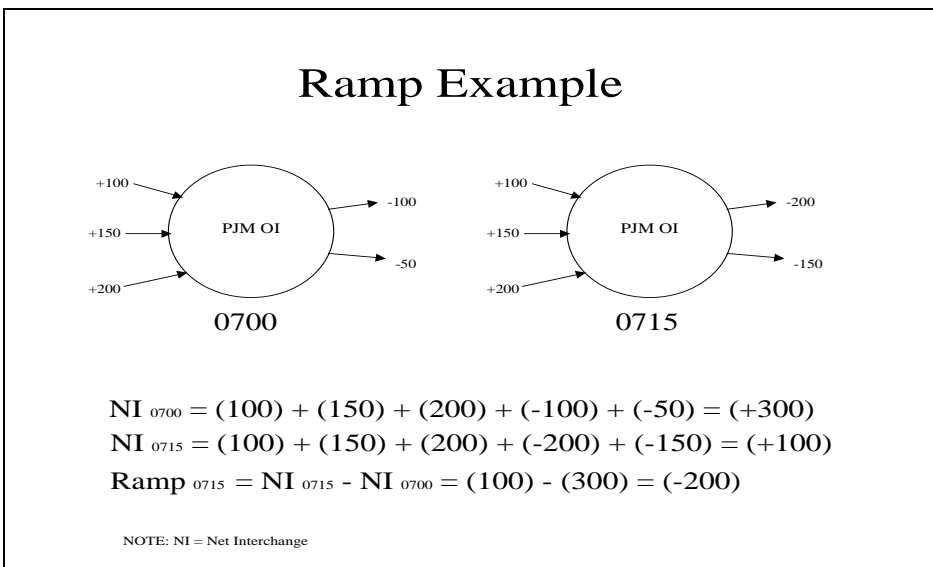 Ramp Example
+100
+150
+200
PJM OI
-100
-50
0700
+100
+150
+200
PJM OI
-200
-150
0715
NI 0700 = (100) + (150) + (200) + (-100) + (-50) = (+300)
NI 0715 = (100) + (150) + (200) + (-200) + (-150) = (+100)
Ramp 0715 = NI 0715 - NI 0700 = (100) - (300) = (-200)
NOTE: NI = Net Interchange